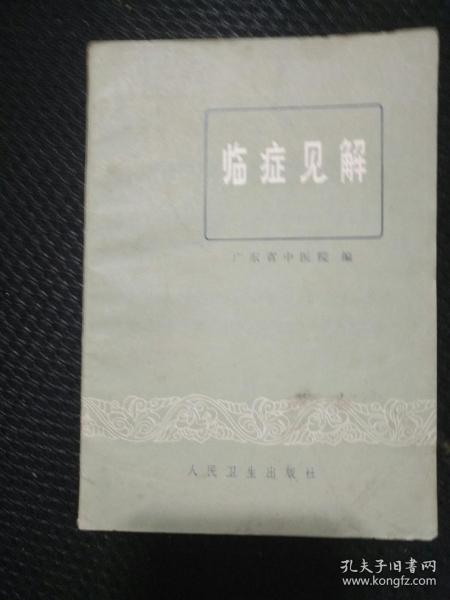 临症见解
广东省中医院 编
人民卫生出版社
孔夫子旧书网
www.kongfz.com